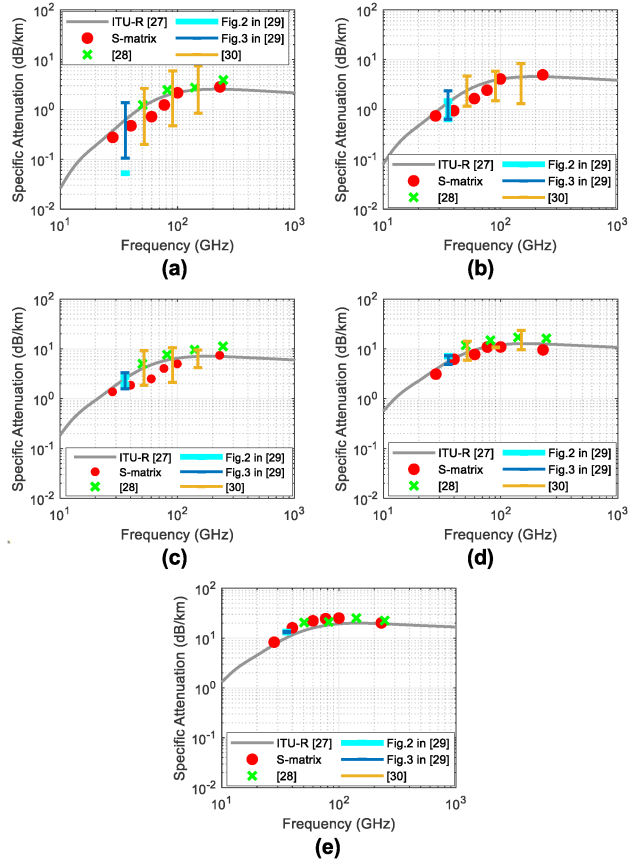 Specific Attenuation (dB/km)
ITU-R [27] Fig.2 in [29]
S-matrix Fig.3 in [29]
[28] [30]
10^2
10^1
10^0
10^-1
10^-2
10^1 10^2 10^3
Frequency (GHz)
(a)
Specific Attenuation (dB/km)
10^2
10^1
10^0
10^-1
10^-2
ITU-R [27] Fig.2 in [29]
S-matrix Fig.3 in [29]
[28] [30]
10^1 10^2 10^3
Frequency (GHz)
(b)
Specific Attenuation (dB/km)
10^2
10^1
10^0
10^-1
10^-2
ITU-R [27] Fig.2 in [29]
S-matrix Fig.3 in [29]
[28] [30]
10^1 10^2 10^3
Frequency (GHz)
(c)
Specific Attenuation (dB/km)
10^2
10^1
10^0
10^-1
10^-2
ITU-R [27] Fig.2 in [29]
S-matrix Fig.3 in [29]
[28] [30]
10^1 10^2 10^3
Frequency (GHz)
(d)
Specific Attenuation (dB/km)
10^2
10^1
10^0
10^-1
10^-2
ITU-R [27] Fig.2 in [29]
S-matrix Fig.3 in [29]
[28] [30]
10^1 10^2 10^3
Frequency (GHz)
(e)